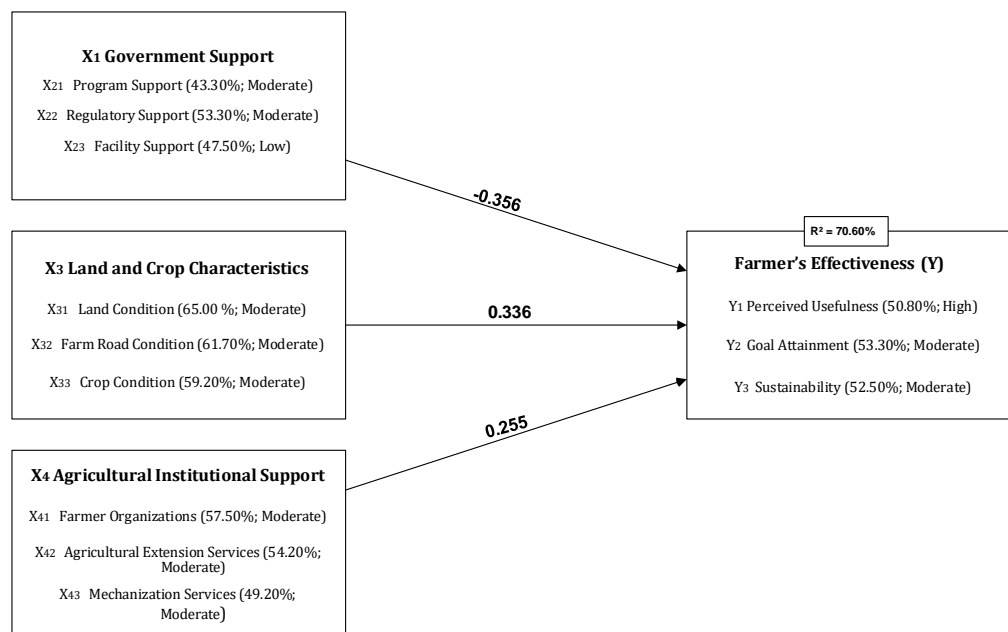 X1 Government Support
X21 Program Support (43.30%; Moderate)
X22 Regulatory Support (53.30%; Moderate)
X23 Facility Support (47.50%; Low)
-0.356
X3 Land and Crop Characteristics
X31 Land Condition (65.00 %; Moderate)
X32 Farm Road Condition (61.70%; Moderate)
X33 Crop Condition (59.20%; Moderate)
0.336
X4 Agricultural Institutional Support
X41 Farmer Organizations (57.50%; Moderate)
X42 Agricultural Extension Services (54.20%;
Moderate)
X43 Mechanization Services (49.20%;
Moderate)
0.255
R² = 70.60%
Farmer's Effectiveness (Y)
Y1 Perceived Usefulness (50.80%; High)
Y2 Goal Attainment (53.30%; Moderate)
Y3 Sustainability (52.50%; Moderate)